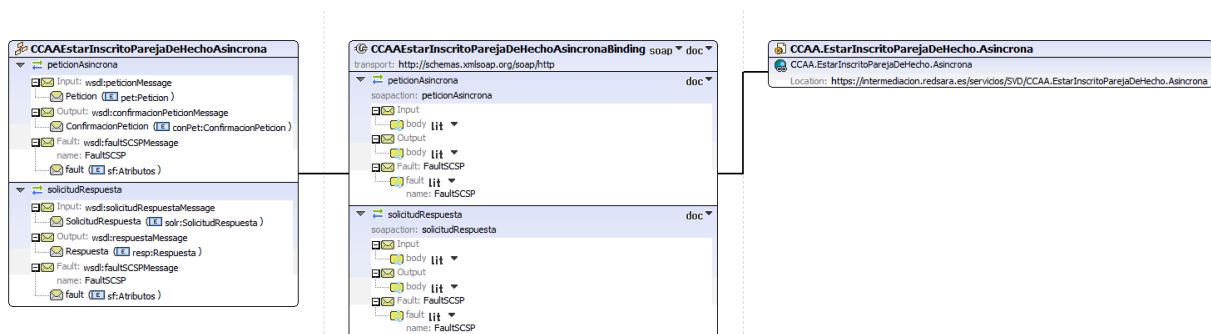 CCAAEstarInscritoParejaDeHechoAsincrona
peticionAsincrona
Input: wsdl:peticionMessage
Peticion ( E pet:Peticion )
Output: wsdl:confirmacionPeticionMessage
ConfirmacionPeticion ( E conPet:ConfirmacionPeticion )
Fault: wsdl:faultSCSPMessage
name: FaultSCSP
fault ( E sf:Atributos )
solicitudRespuesta
Input: wsdl:solicitudRespuestaMessage
SolicitudRespuesta ( E solr:SolicitudRespuesta )
Output: wsdl:respuestaMessage
Respuesta ( E resp:Respuesta )
Fault: wsdl:faultSCSPMessage
name: FaultSCSP
fault ( E sf:Atributos )
CCAAEstarInscritoParejaDeHechoAsincronaBinding soap doc
transport: http://schemas.xmlsoap.org/soap/http
peticionAsincrona doc
soapaction: peticionAsincrona
Input
body lit
Output
body lit
Fault: FaultSCSP
fault lit
name: FaultSCSP
solicitudRespuesta doc
soapaction: solicitudRespuesta
Input
body lit
Output
body lit
Fault: FaultSCSP
fault lit
name: FaultSCSP
CCAA.EstarInscritoParejaDeHecho.Asincrona
CCAA.EstarInscritoParejaDeHecho.Asincrona
Location: https://intermediacion.redsara.es/servicios/SVD/CCAA.EstarInscritoParejaDeHecho.Asincrona